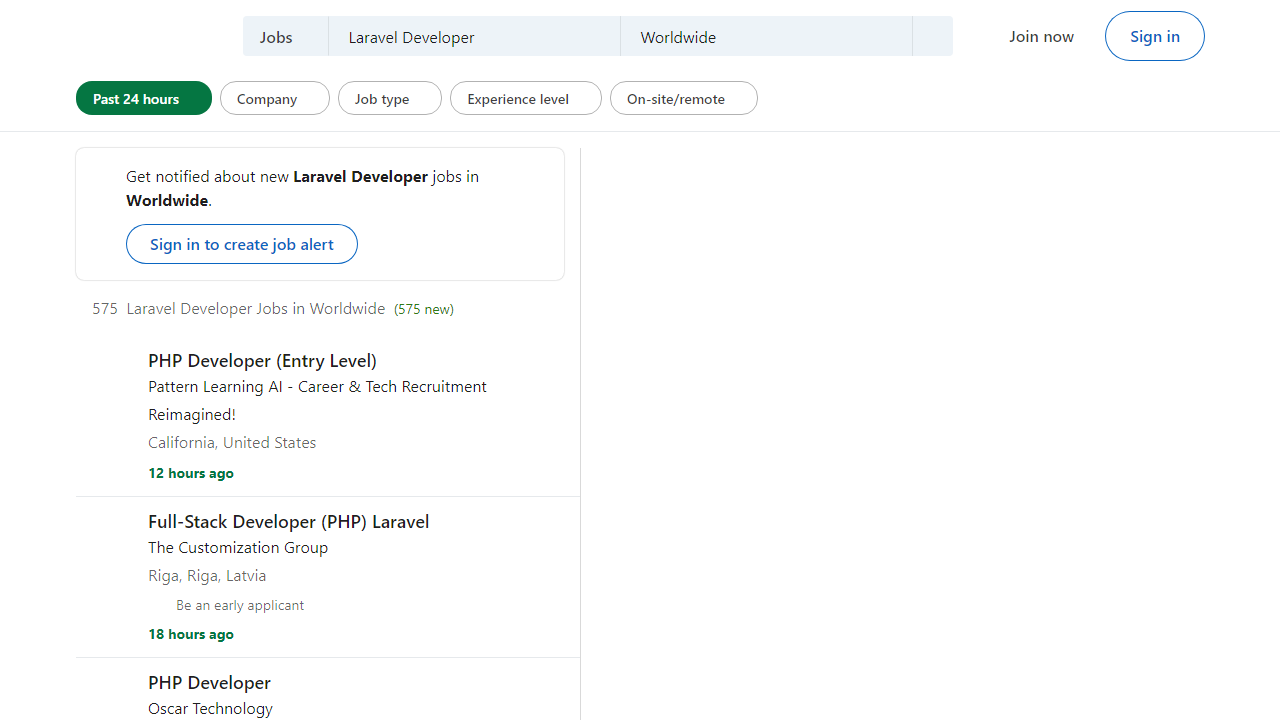 Jobs
Laravel Developer
Worldwide
Join now
Sign in
Past 24 hours
Company
Job type
Experience level
On-site/remote
Get notified about new Laravel Developer jobs in
Worldwide.
Sign in to create job alert
575 Laravel Developer Jobs in Worldwide (575 new)
PHP Developer (Entry Level)
Pattern Learning AI - Career & Tech Recruitment
Reimagined!
California, United States
12 hours ago
Full-Stack Developer (PHP) Laravel
The Customization Group
Riga, Riga, Latvia
Be an early applicant
18 hours ago
PHP Developer
Oscar Technology